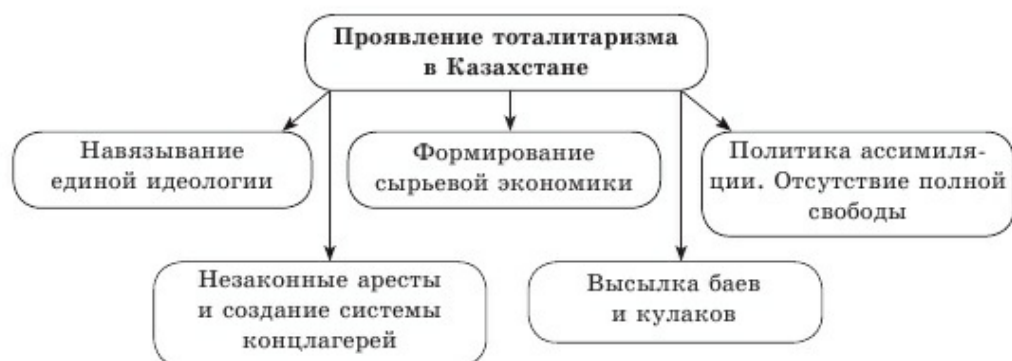 Проявление тоталитаризма
в Казахстане
Навязывание
единой идеологии
Формирование
сырьевой экономики
Политика ассимиля-
ции. Отсутствие полной
свободы
Незаконные аресты
и создание системы
концлагерей
Высылка баев
и кулаков